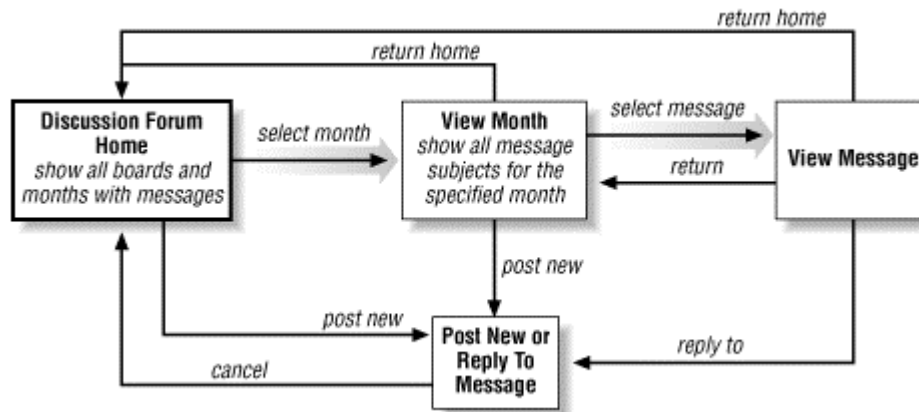 return home
return home
Discussion Forum
Home
show all boards and
months with messages
select month
View Month
show all message
subjects for the
specified month
select message
return
View Message
post new
post new
Post New or
Reply To
Message
reply to
cancel